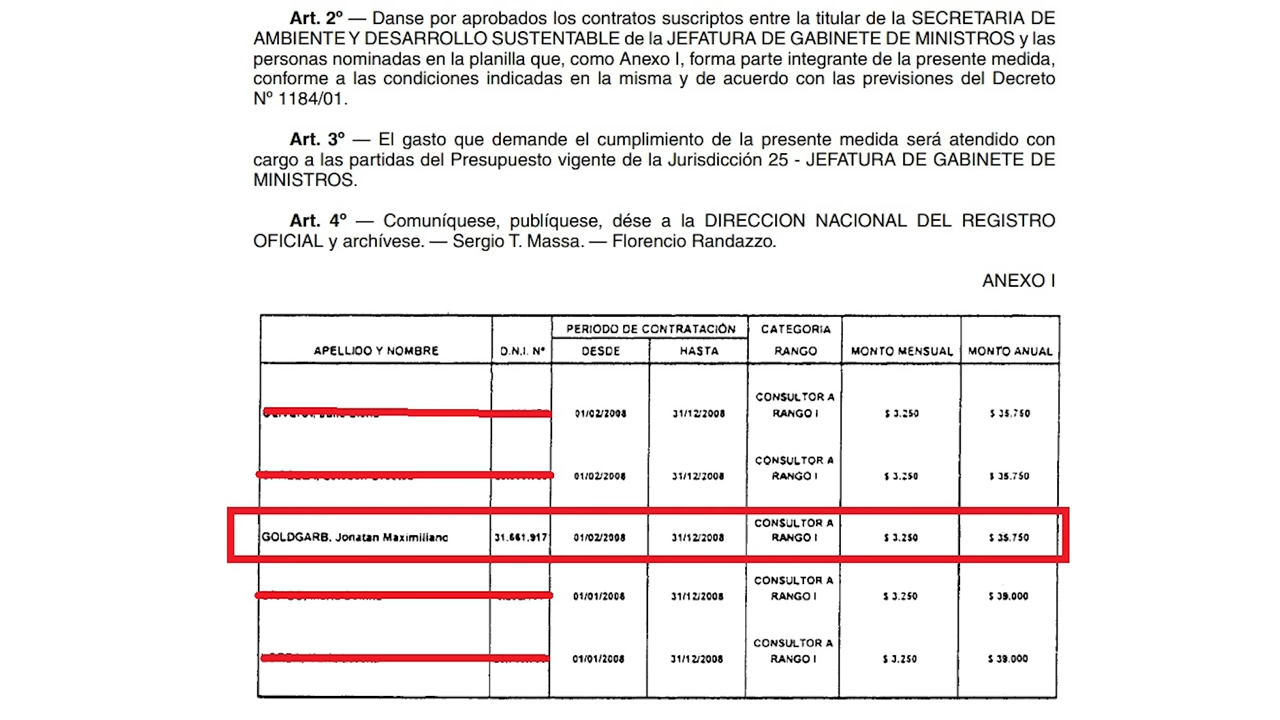 Art. 2º — Danse por aprobados los contratos suscriptos entre la titular de la SECRETARIA DE
AMBIENTE Y DESARROLLO SUSTENTABLE de la JEFATURA DE GABINETE DE MINISTROS y las
personas nominadas en la planilla que, como Anexo I, forma parte integrante de la presente medida,
conforme a las condiciones indicadas en la misma y de acuerdo con las previsiones del Decreto
Nº 1184/01.
Art. 3º — El gasto que demande el cumplimiento de la presente medida será atendido con
cargo a las partidas del Presupuesto vigente de la Jurisdicción 25 - JEFATURA DE GABINETE DE
MINISTROS.
Art. 4º — Comuníquese, publíquese, dése a la DIRECCION NACIONAL DEL REGISTRO
OFICIAL y archívese. — Sergio T. Massa. — Florencio Randazzo.
ANEXO I
PERIODO DE CONTRATACIÓN CATEGORIA
APELLIDO Y NOMBRE D.N.I. Nº DESDE HASTA RANGO MONTO MENSUAL MONTO ANUAL
CONSULTOR A
01/02/2008 31/12/2008 RANGO I $ 3.250 $ 35.750
CONSULTOR A
01/02/2008 31/12/2008 RANGO I $ 3.250 $ 35.750
CONSULTOR A
GOLDGARB, Jonatan Maximiliano 31.661.917 01/02/2008 31/12/2008 RANGO I $ 3.250 $ 35.750
CONSULTOR A
01/01/2008 31/12/2008 RANGO I $ 3.250 $ 39.000
CONSULTOR A
01/01/2008 31/12/2008 RANGO I $ 3.250 $ 39.000